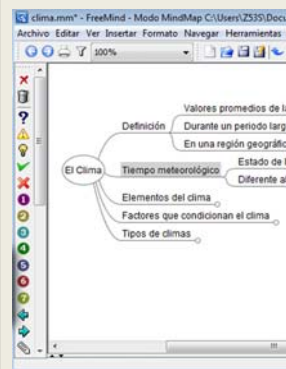 clima.mm* - FreeMind - Modo MindMap C:\Users\Z53S\Docu
Archivo Editar Ver Insertar Formato Navegar Herramientas
100%
Valores promedios de
Definición
Durante un periodo larg
En una región geográfic
El Clima
Estado de
Tiempo meteorológico
Diferente
Elementos del clima
Factores que condicionan el clima
Tipos de climas